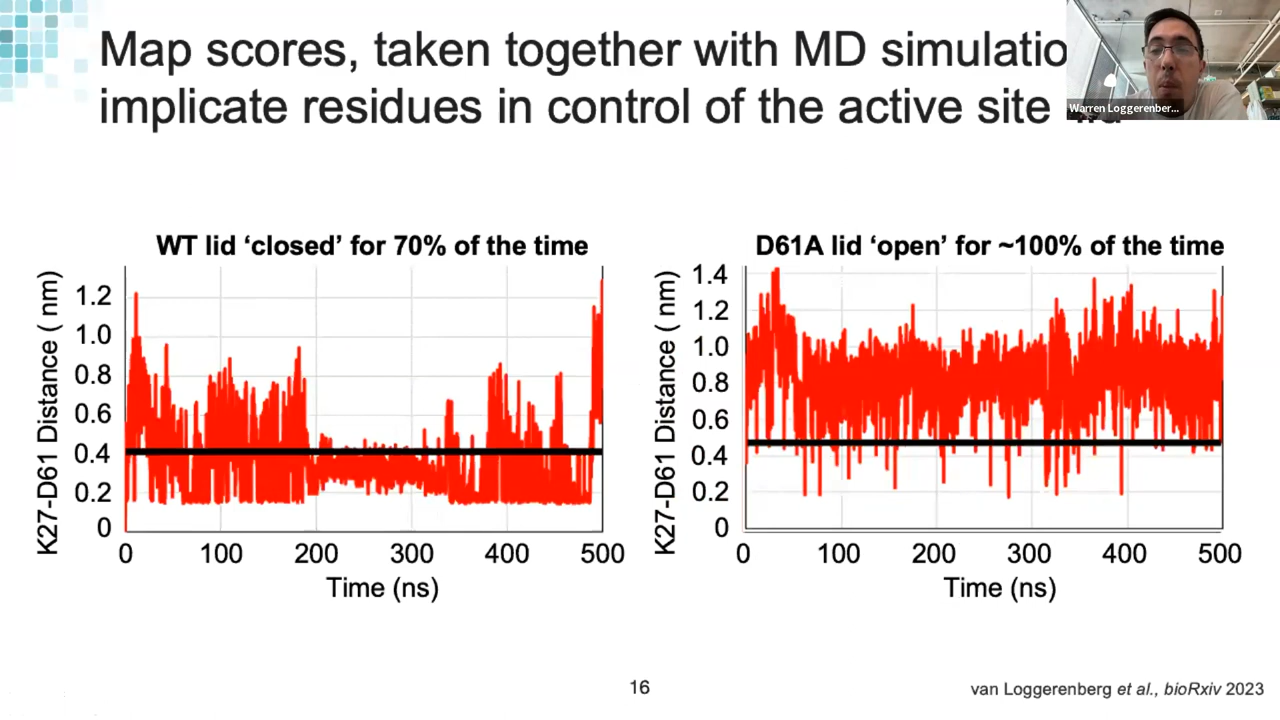 Map scores, taken together with MD simulatio
implicate residues in control of the active site
Warren Loggerenber...
WT lid ‘closed’ for 70% of the time
K27-D61 Distance ( nm)
1.2
1.0
0.8
0.6
0.4
0.2
0
0 100 200 300 400 500
Time (ns)
D61A lid ‘open’ for ~100% of the time
K27-D61 Distance ( nm)
1.4
1.2
1.0
0.8
0.6
0.4
0.2
0
0 100 200 300 400 500
Time (ns)
16
van Loggerenberg et al., bioRxiv 2023